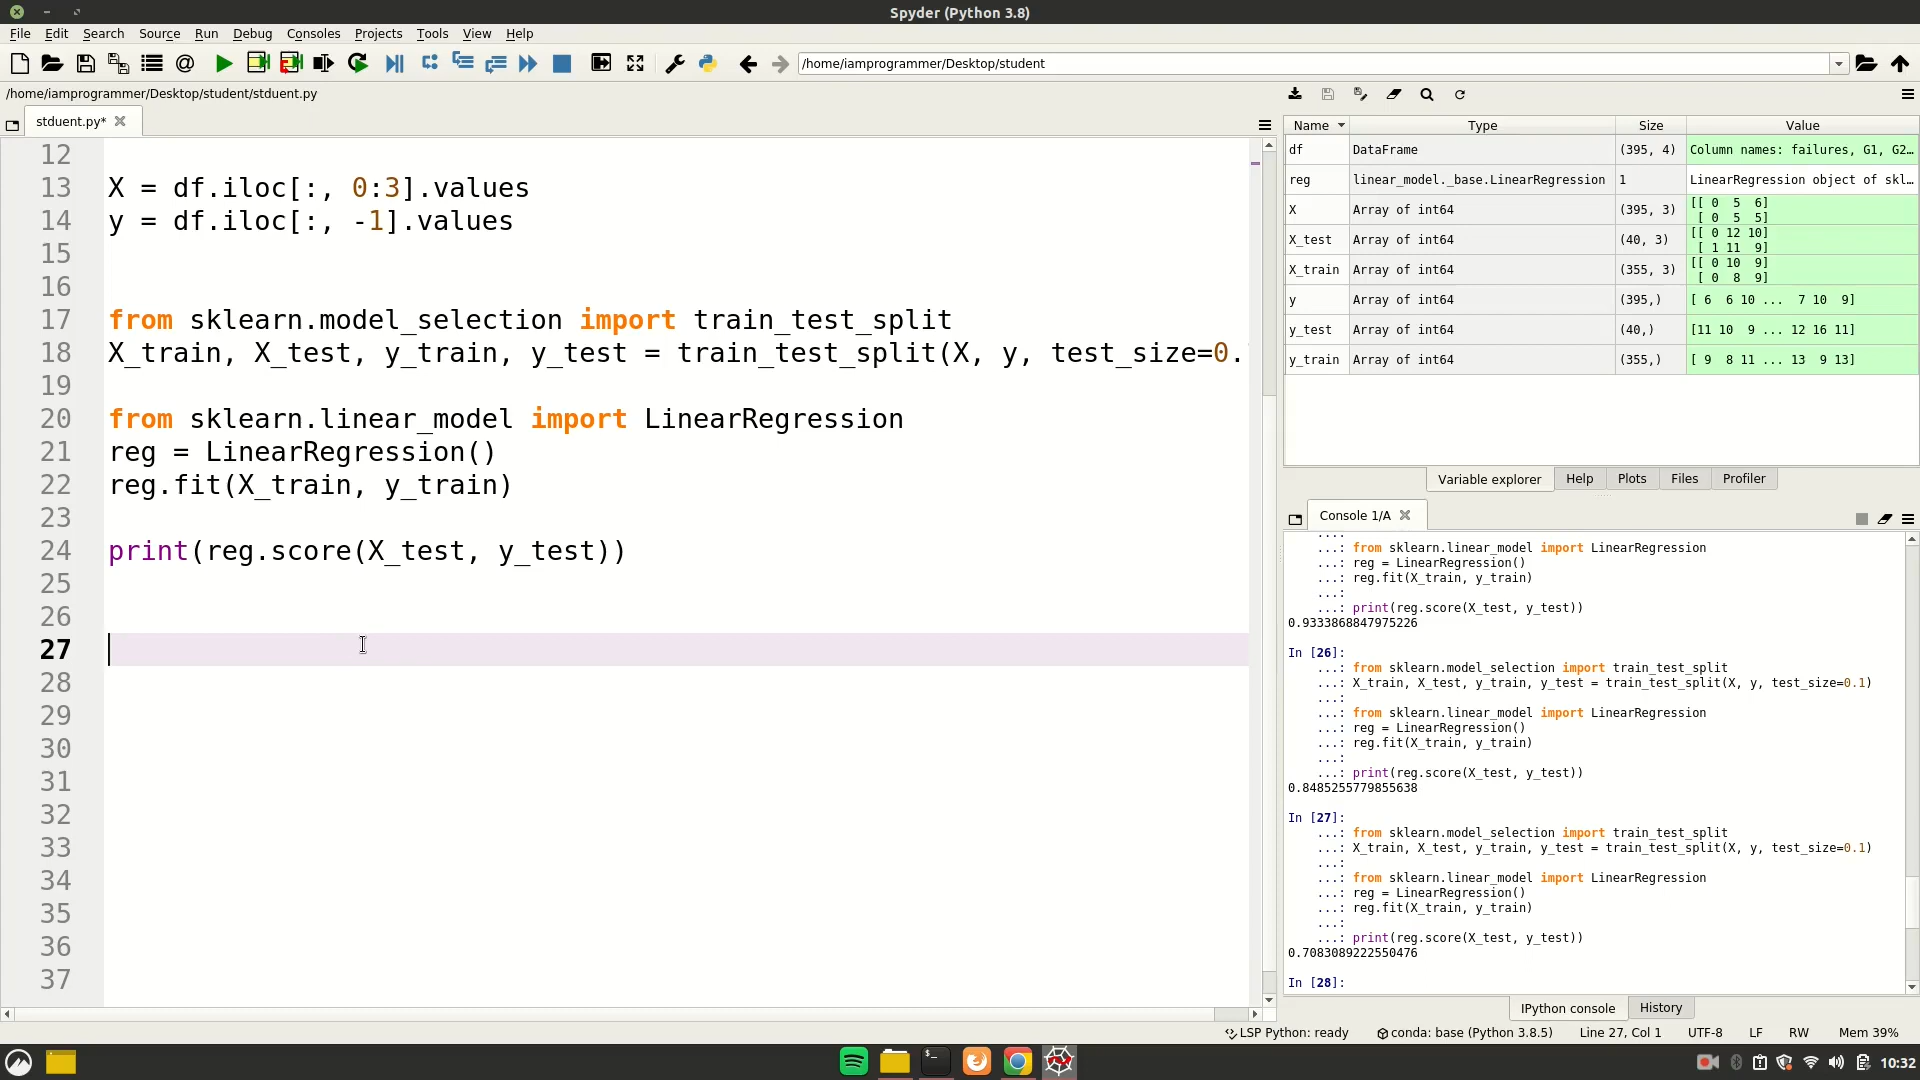 Spyder (Python 3.8)
File Edit Search Source Run Debug Consoles Projects Tools View Help
/home/iamprogrammer/Desktop/student
/home/iamprogrammer/Desktop/student/stduent.py
stduent.py*
12
13 X = df.iloc[:, 0:3].values
14 y = df.iloc[:, -1].values
15
16
17 from sklearn.model_selection import train_test_split
18 X_train, X_test, y_train, y_test = train_test_split(X, y, test_size=0.
19
20 from sklearn.linear_model import LinearRegression
21 reg = LinearRegression()
22 reg.fit(X_train, y_train)
23
24 print(reg.score(X_test, y_test))
25
26
27
28
29
30
31
32
33
34
35
36
37
Name Type Size Value
df DataFrame (395, 4) Column names: failures, G1, G2…
reg linear_model._base.LinearRegression 1 LinearRegression object of skl…
X Array of int64 (395, 3) [[ 0 5 6]
[ 0 5 5]
X_test Array of int64 (40, 3) [[ 0 12 10]
[ 1 11 9]
X_train Array of int64 (355, 3) [[ 0 10 9]
[ 0 8 9]
y Array of int64 (395,) [ 6 6 10 ... 7 10 9]
y_test Array of int64 (40,) [11 10 9 ... 12 16 11]
y_train Array of int64 (355,) [ 9 8 11 ... 13 9 13]
Variable explorer Help Plots Files Profiler
Console 1/A
...:
...: from sklearn.linear_model import LinearRegression
...: reg = LinearRegression()
...: reg.fit(X_train, y_train)
...:
...: print(reg.score(X_test, y_test))
0.9333868847975226
In [26]:
...: from sklearn.model_selection import train_test_split
...: X_train, X_test, y_train, y_test = train_test_split(X, y, test_size=0.1)
...:
...: from sklearn.linear_model import LinearRegression
...: reg = LinearRegression()
...: reg.fit(X_train, y_train)
...:
...: print(reg.score(X_test, y_test))
0.8485255779855638
In [27]:
...: from sklearn.model_selection import train_test_split
...: X_train, X_test, y_train, y_test = train_test_split(X, y, test_size=0.1)
...:
...: from sklearn.linear_model import LinearRegression
...: reg = LinearRegression()
...: reg.fit(X_train, y_train)
...:
...: print(reg.score(X_test, y_test))
0.7083089222550476
In [28]:
IPython console History
LSP Python: ready conda: base (Python 3.8.5) Line 27, Col 1 UTF-8 LF RW Mem 39%
10:32